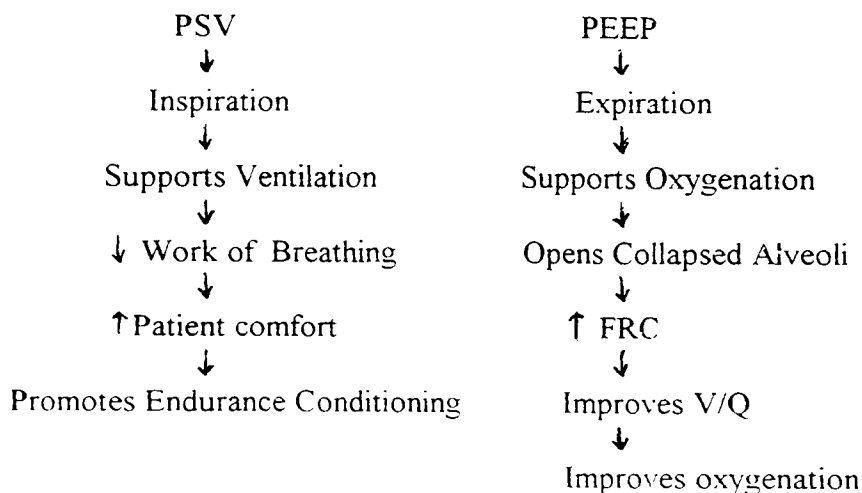 PSV
↓
Inspiration
↓
Supports Ventilation
↓
↓ Work of Breathing
↓
↑ Patient comfort
↓
Promotes Endurance Conditioning
PEEP
↓
Expiration
↓
Supports Oxygenation
↓
Opens Collapsed Alveoli
↓
↑ FRC
↓
Improves V/Q
↓
Improves oxygenation